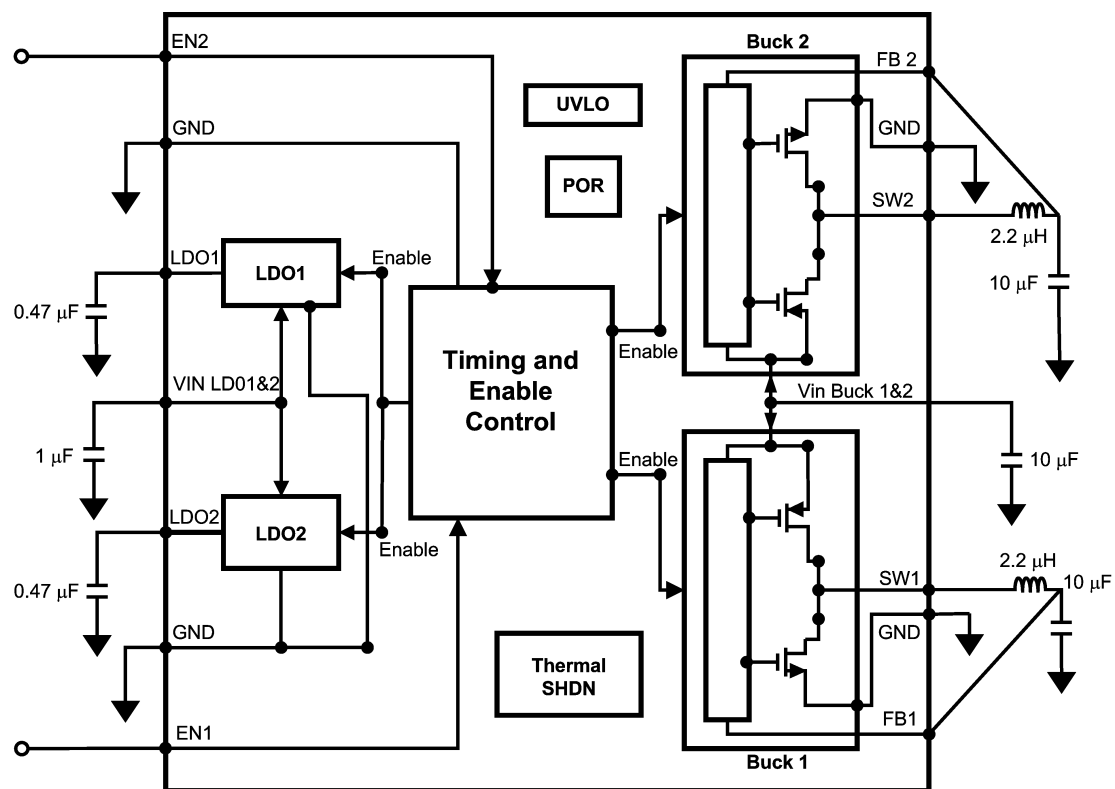 EN2
Buck 2
FB 2
UVLO
GND
GND
POR
SW2
2.2 μH
LDO1
LDO1
Enable
10 μF
0.47 μF
Timing and
Enable
Control
Enable
VIN LD01&2
Vin Buck 1&2
1 μF
Enable
10 μF
LDO2
LDO2
Enable
2.2 μH
SW1
10 μF
0.47 μF
GND
GND
Thermal
SHDN
FB1
EN1
Buck 1